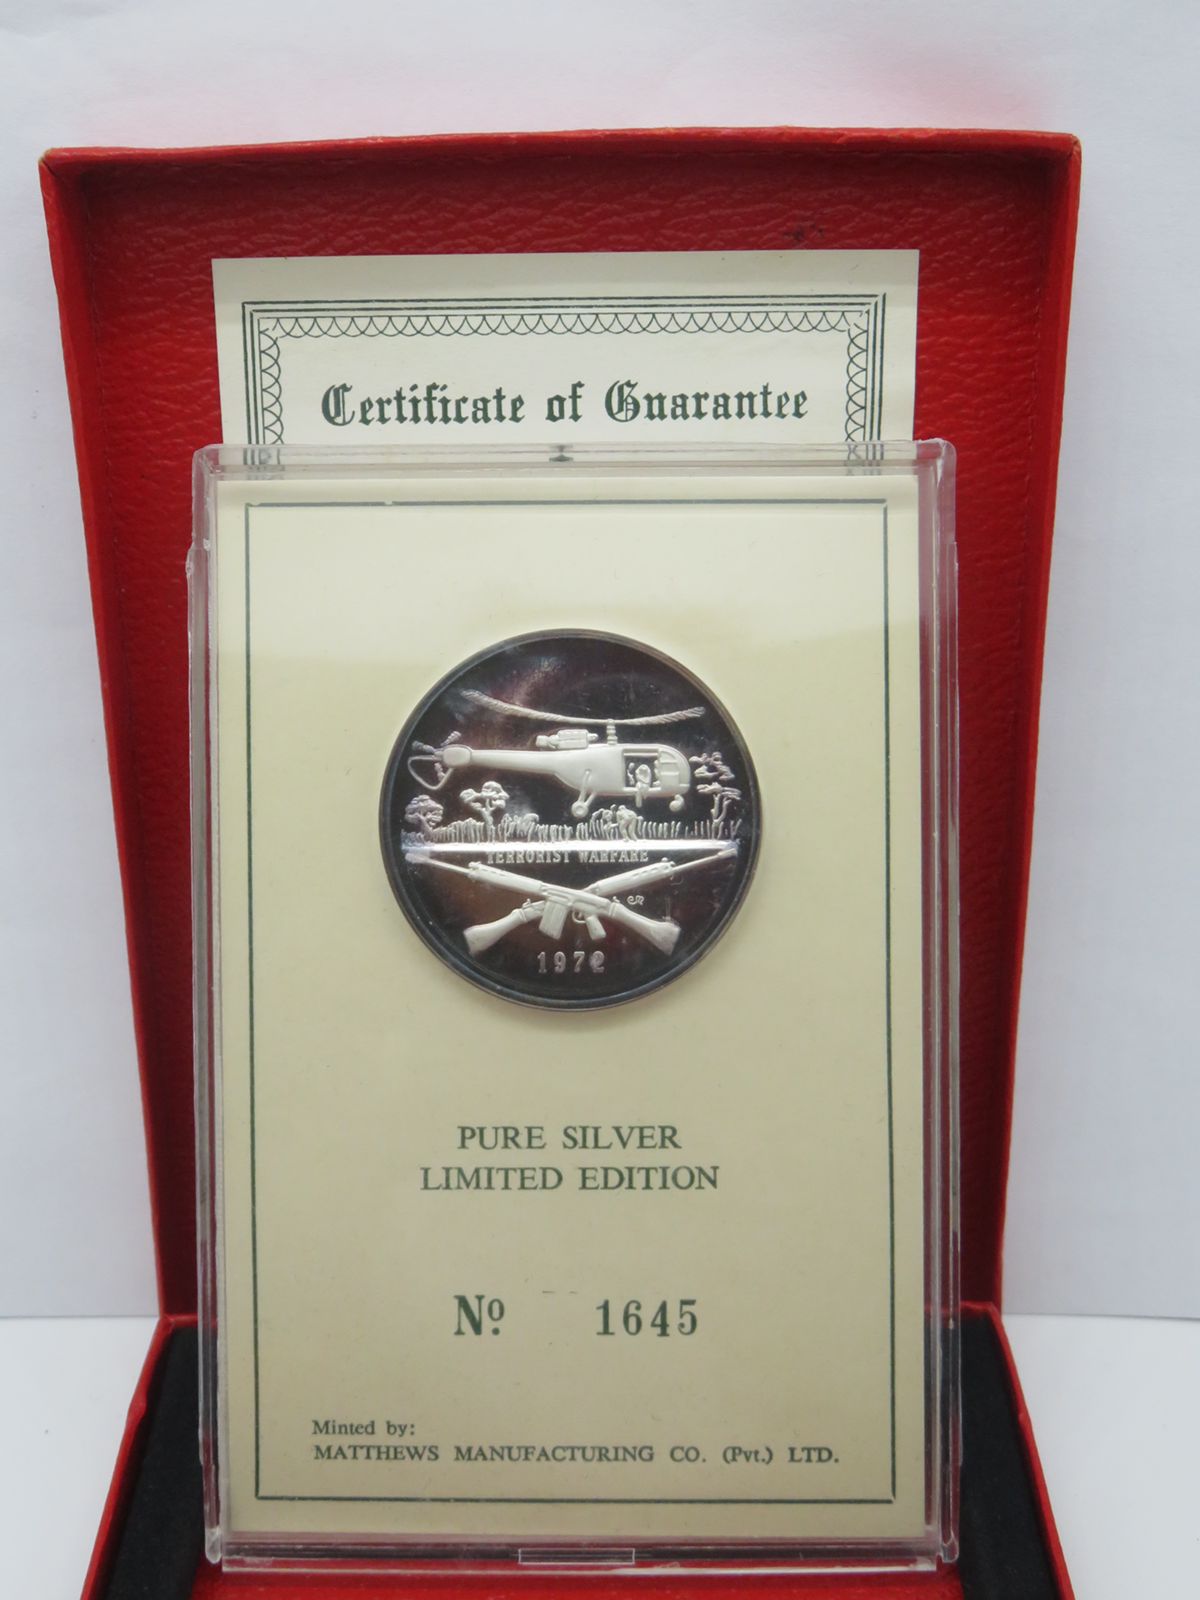 Certificate of Guarantee
TERRORIST WARFARE
1972
PURE SILVER
LIMITED EDITION
No. 1645
Minted by:
MATTHEWS MANUFACTURING CO. (Pvt.) LTD.